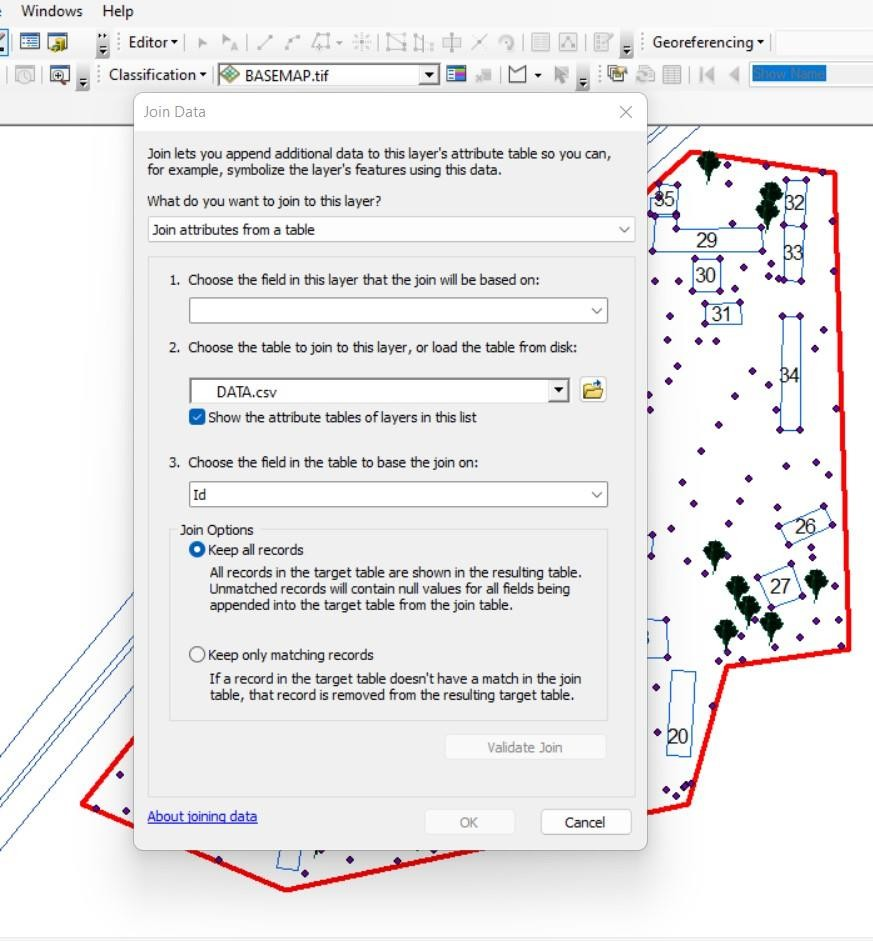 Windows Help
Editor Georeferencing
Classification BASEMAP.tif Show Name
Join Data
Join lets you append additional data to this layer's attribute table so you can,
for example, symbolize the layer's features using this data.
What do you want to join to this layer?
Join attributes from a table
1. Choose the field in this layer that the join will be based on:
2. Choose the table to join to this layer, or load the table from disk:
DATA.csv
Show the attribute tables of layers in this list
3. Choose the field in the table to base the join on:
Id
Join Options
Keep all records
All records in the target table are shown in the resulting table.
Unmatched records will contain null values for all fields being
appended into the target table from the join table.
Keep only matching records
If a record in the target table doesn't have a match in the join
table, that record is removed from the resulting target table.
Validate Join
About joining data
OK Cancel
35
32
29
33
30
31
34
26
27
20